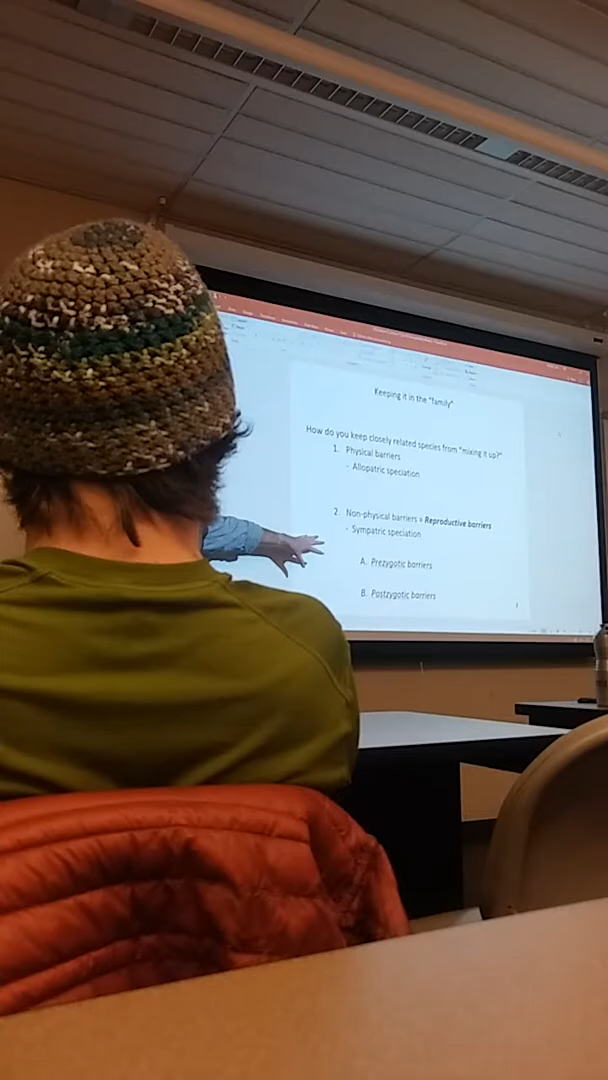 Keeping it in the "family"
How do you keep closely related species from "mixing it up?"
1. Physical barriers
- Allopatric speciation
2. Non-physical barriers = Reproductive barriers
- Sympatric speciation
A. Prezygotic barriers
B. Postzygotic barriers